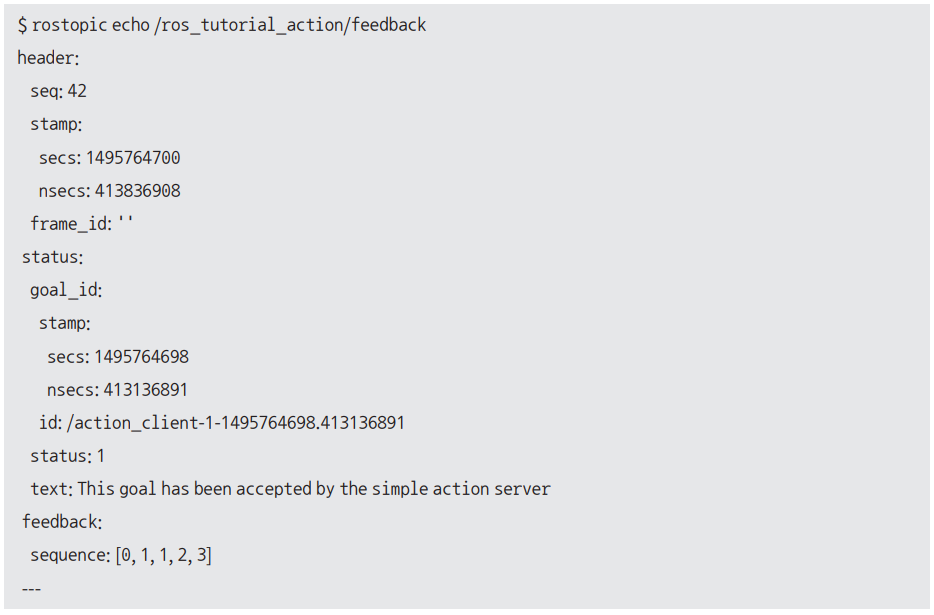 $ rostopic echo /ros_tutorial_action/feedback
header:
  seq: 42
  stamp:
    secs: 1495764700
    nsecs: 413836908
  frame_id: ''
status:
  goal_id:
    stamp:
      secs: 1495764698
      nsecs: 413136891
    id: /action_client-1-1495764698.413136891
  status: 1
  text: This goal has been accepted by the simple action server
feedback:
  sequence: [0, 1, 1, 2, 3]
---